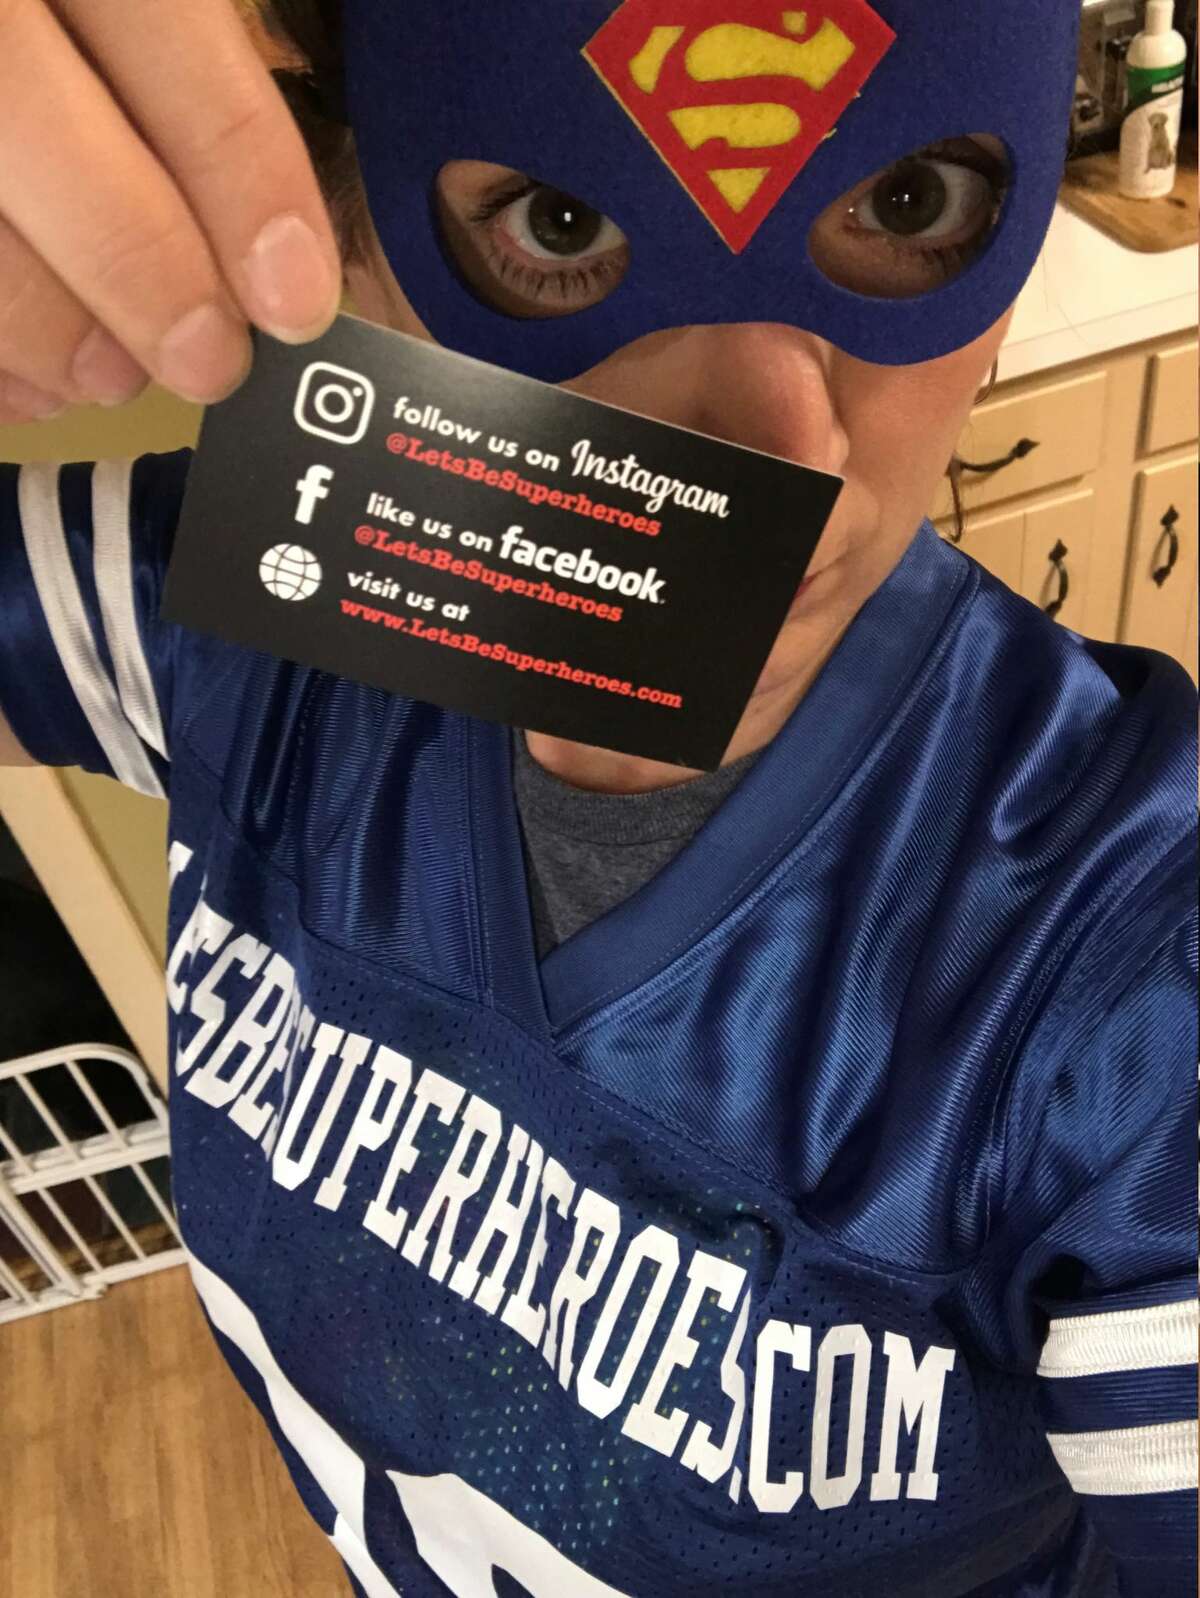 follow us on Instagram
@LetsBeSuperheroes
f
like us on facebook.
@LetsBeSuperheroes
visit us at
www.LetsBeSuperheroes.com
SUPERHEROES.COM